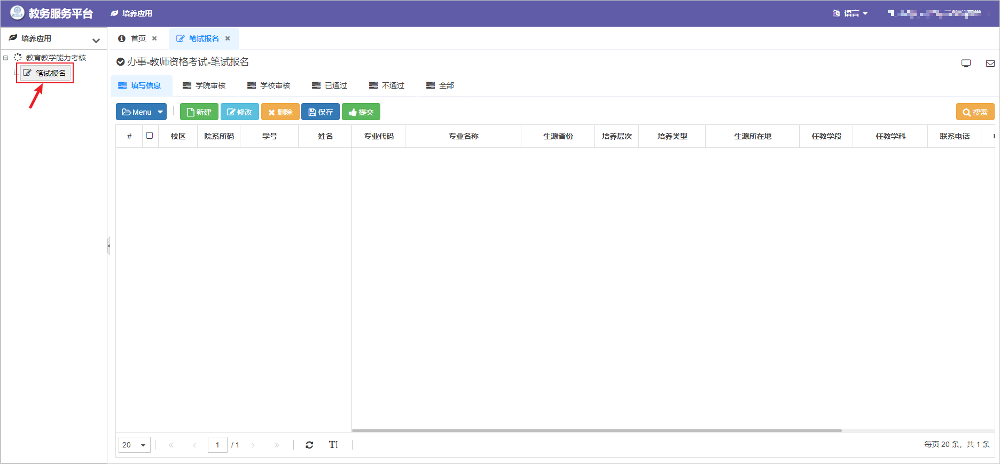 教务服务平台 培养应用 语言
培养应用
教育教学能力考核
笔试报名
首页 笔试报名
办事-教师资格考试-笔试报名
填写信息 学院审核 学校审核 已通过 不通过 全部
Menu 新建 修改 删除 保存 提交 搜索
# 校区 院系所码 学号 姓名 专业代码 专业名称 生源省份 培养层次 培养类型 生源所在地 任教学段 任教学科 联系电话
20 1 / 1 每页 20 条，共 1 条